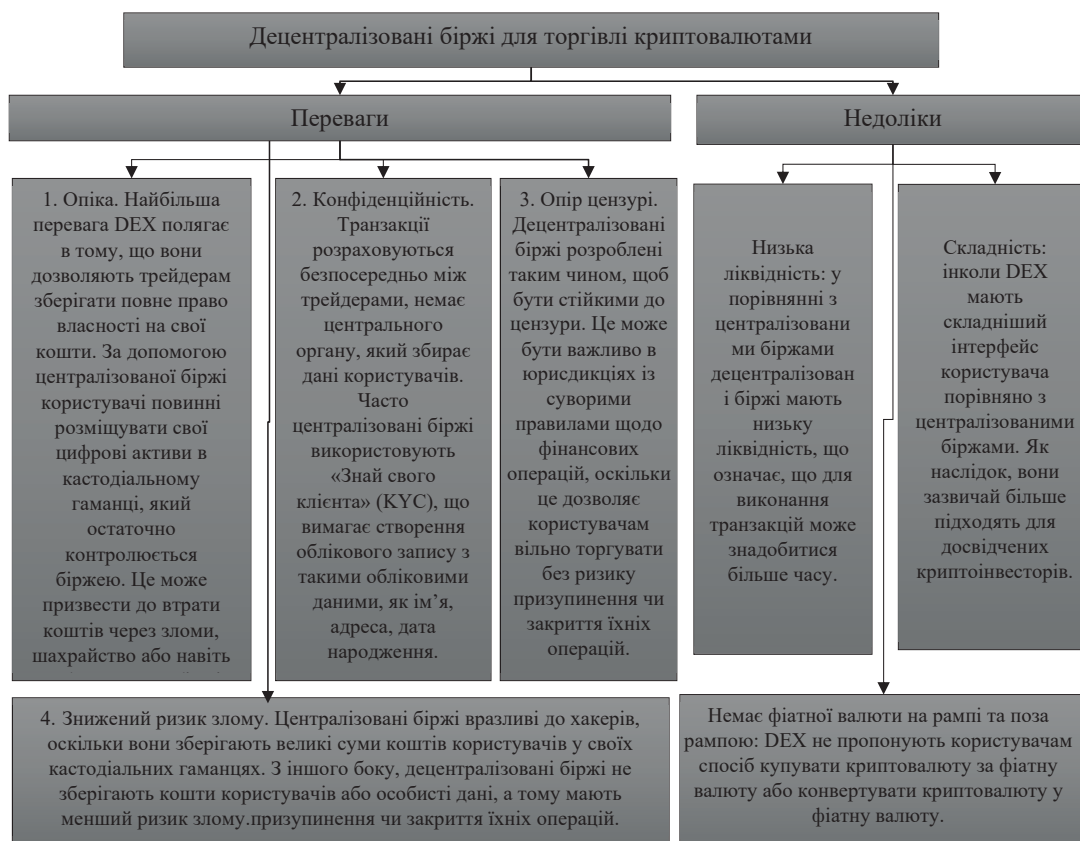 Децентралізовані біржі для торгівлі криптовалютами
Переваги
Недоліки
1. Опіка. Найбільша
перевага DEX полягає
в тому, що вони
дозволяють трейдерам
зберігати повне право
власності на свої
кошти. За допомогою
централізованої біржі
користувачі повинні
розміщувати свої
цифрові активи в
кастодіальному
гаманці, який
остаточно
контролюється
біржею. Це може
призвести до втрати
коштів через зломи,
шахрайство або навіть
2. Конфіденційність.
Транзакції
розраховуються
безпосередньо між
трейдерами, немає
центрального
органу, який збирає
дані користувачів.
Часто
централізовані біржі
використовують
«Знай свого
клієнта» (KYC), що
вимагає створення
облікового запису з
такими обліковими
даними, як ім’я,
адреса, дата
народження.
3. Опір цензурі.
Децентралізовані
біржі розроблені
таким чином, щоб
бути стійкими до
цензури. Це може
бути важливо в
юрисдикціях із
суворими
правилами щодо
фінансових
операцій, оскільки
це дозволяє
користувачам
вільно торгувати
без ризику
призупинення чи
закриття їхніх
операцій.
Низька
ліквідність: у
порівнянні з
централізовани
ми біржами
децентралізован
і біржі мають
низьку
ліквідність, що
означає, що для
виконання
транзакцій може
знадобитися
більше часу.
Складність:
інколи DEX
мають
складніший
інтерфейс
користувача
порівняно з
централізованими
біржами. Як
наслідок, вони
зазвичай більше
підходять для
досвідчених
криптоінвесторів.
4. Знижений ризик злому. Централізовані біржі вразливі до хакерів,
оскільки вони зберігають великі суми коштів користувачів у своїх
кастодіальних гаманцях. З іншого боку, децентралізовані біржі не
зберігають кошти користувачів або особисті дані, а тому мають
менший ризик злому.призупинення чи закриття їхніх операцій.
Немає фіатної валюти на рампі та поза
рампою: DEX не пропонують користувачам
спосіб купувати криптовалюту за фіатну
валюту або конвертувати криптовалюту у
фіатну валюту.